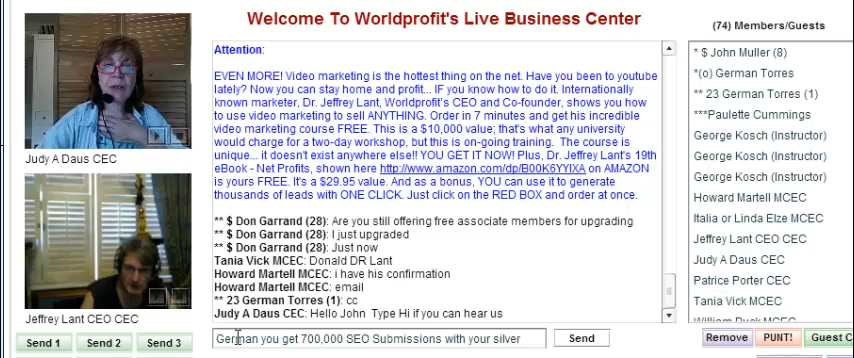 Welcome To Worldprofit's Live Business Center
(74) Members/Guests
Attention:
EVEN MORE! Video marketing is the hottest thing on the net. Have you been to youtube
lately? Now you can stay home and profit... IF you know how to do it. Internationally
known marketer, Dr. Jeffrey Lant, Worldprofit's CEO and Co-founder, shows you how
to use video marketing to sell ANYTHING. Order in 7 minutes and get his incredible
video marketing course FREE. This is a $10,000 value; that's what any university
would charge for a two-day workshop, but this is on-going training. The course is
unique... it doesn't exist anywhere else!! YOU GET IT NOW! Plus, Dr. Jeffrey Lant's 19th
eBook - Net Profits, shown here http://www.amazon.com/dp/B00K6YYIXA on AMAZON
is yours FREE. It's a $29.95 value. And as a bonus, YOU can use it to generate
thousands of leads with ONE CLICK. Just click on the RED BOX and order at once.
** $ Don Garrand (28): Are you still offering free associate members for upgrading
** $ Don Garrand (28): I just upgraded
** $ Don Garrand (28): Just now
Tania Vick MCEC: Donald DR Lant
Howard Martell MCEC: i have his confirmation
Howard Martell MCEC: email
** 23 German Torres (1): cc
Judy A Daus CEC: Hello John Type Hi if you can hear us
German you get 700,000 SEO Submissions with your silver
Send
Judy A Daus CEC
Jeffrey Lant CEO CEC
Send 1
Send 2
Send 3
* $ John Muller (8)
*(o) German Torres
** 23 German Torres (1)
***Paulette Cummings
George Kosch (Instructor)
George Kosch (Instructor)
George Kosch (Instructor)
Howard Martell MCEC
Italia or Linda Elze MCEC
Jeffrey Lant CEO CEC
Judy A Daus CEC
Patrice Porter CEC
Tania Vick MCEC
William Buck MCEC
Remove
PUNT!
Guest C